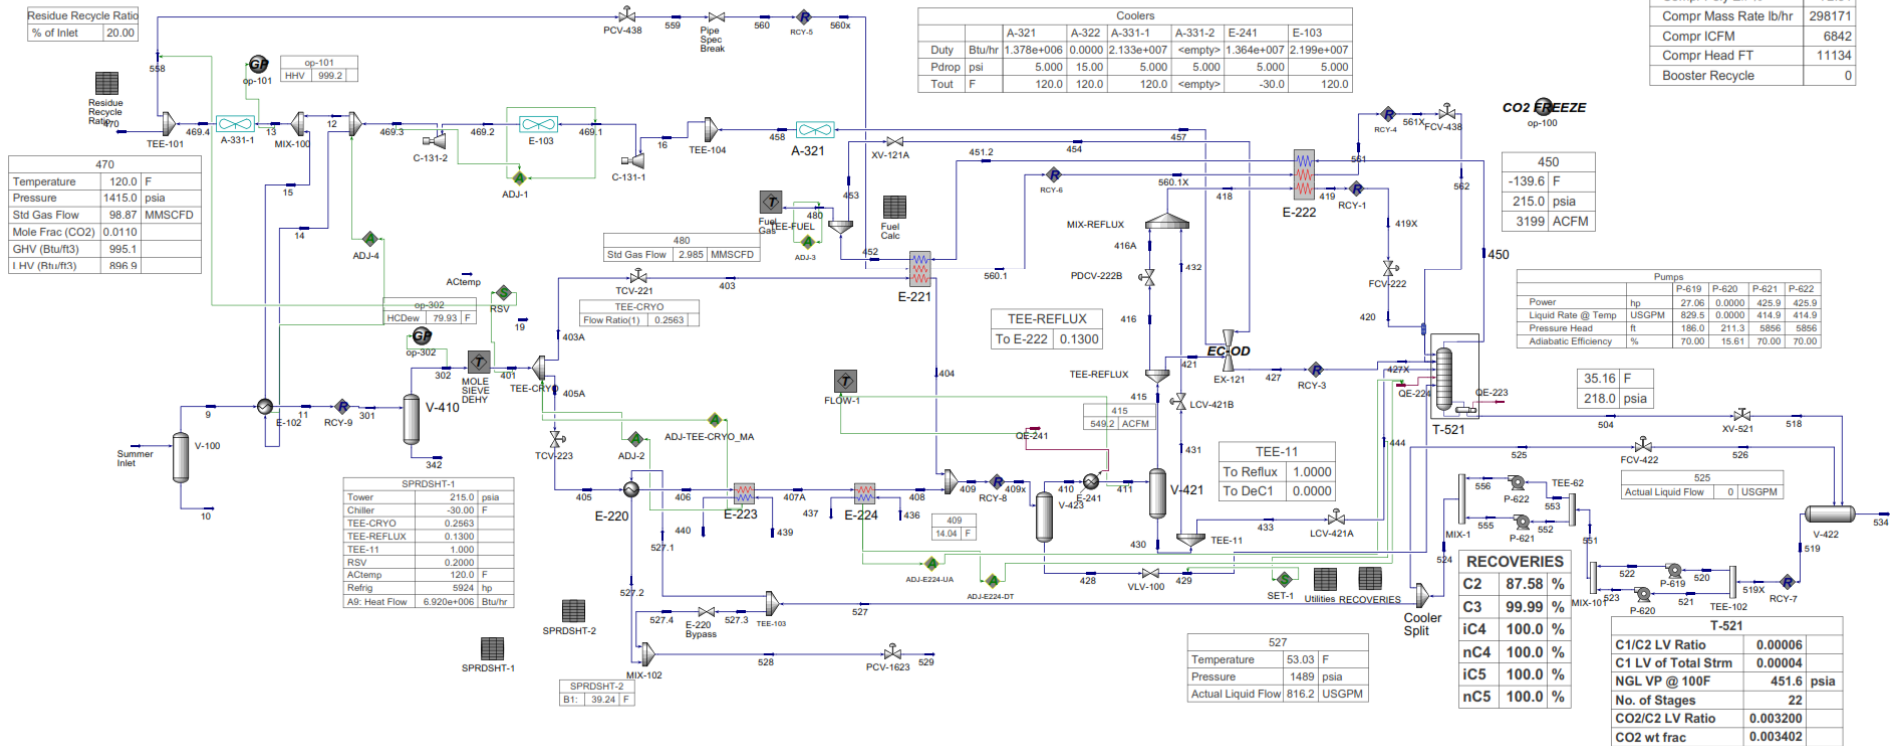 Residue Recycle Ratio
% of Inlet 20.00
PCV-438
559
Pipe
Spec
Break
560
RCY-5
560x
Coolers
A-321 A-322 A-331-1 A-331-2 E-241 E-103
Duty Btu/hr 1.378e+006 0.0000 2.133e+007 <empty> 1.364e+007 2.199e+007
Pdrop psi 5.000 15.00 5.000 5.000 5.000 5.000
Tout F 120.0 120.0 120.0 <empty> -30.0 120.0
Compr Mass Rate lb/hr 298171
Compr ICFM 6842
Compr Head FT 11134
Booster Recycle 0
558
GP
op-101
op-101
HHV 999.2
Residue
Recycle
Ratio
470
TEE-101
469.4
A-331-1
13
MIX-100
12
469.3
C-131-2
469.2
E-103
469.1
C-131-1
16
TEE-104
458
A-321
457
XV-121A
454
451.2
RCY-6
560.1X
418
E-222
419
RCY-1
RCY-4
561X
FCV-438
561
562
CO2 FREEZE
op-100
450
-139.6 F
215.0 psia
3199 ACFM
470
Temperature 120.0 F
Pressure 1415.0 psia
Std Gas Flow 98.87 MMSCFD
Mole Frac (CO2) 0.0110
GHV (Btu/ft3) 995.1
LHV (Btu/ft3) 896.9
15
14
ADJ-1
ADJ-4
ACtemp
RSV
19
T
Fuel
Gas
480
TEE-FUEL
ADJ-3
453
Fuel
Calc
452
480
Std Gas Flow 2.985 MMSCFD
TCV-221
403
E-221
560.1
TEE-CRYO
Flow Ratio(1) 0.2563
MIX-REFLUX
416A
432
PDCV-222B
416
419X
FCV-222
420
450
Pumps
P-619 P-620 P-621 P-622
Power hp 27.06 0.0000 425.9 425.9
Liquid Rate @ Temp USGPM 829.5 0.0000 414.9 414.9
Pressure Head ft 186.0 211.3 5856 5856
Adiabatic Efficiency % 70.00 15.61 70.00 70.00
op-302
HCDew 79.93 F
GP
op-302
302
T
MOLE
SIEVE
DEHY
401
TEE-CRYO
403A
405A
TEE-REFLUX
To E-222 0.1300
TEE-REFLUX
421
EC-OD
EX-121
427
RCY-3
427X
QE-224
QE-223
T-521
35.16 F
218.0 psia
404
T
FLOW-1
415
415
549.2 ACFM
LCV-421B
431
Summer
Inlet
V-100
9
10
E-102
11
RCY-9
301
V-410
342
TCV-223
ADJ-2
ADJ-TEE-CRYO_MA
QE-241
444
504
XV-521
518
525
FCV-422
526
SPRDSHT-1
Tower 215.0 psia
Chiller -30.00 F
TEE-CRYO 0.2563
TEE-REFLUX 0.1300
TEE-11 1.000
RSV 0.2000
ACtemp 120.0 F
Refrig 5924 hp
A9: Heat Flow 6.920e+006 Btu/hr
405
E-220
406
E-223
440
439
407A
E-224
437
436
408
409
RCY-8
409x
409
14.04 F
V-423
410
E-241
411
V-421
430
TEE-11
To Reflux 1.0000
To DeC1 0.0000
433
LCV-421A
TEE-11
525
Actual Liquid Flow 0 USGPM
MIX-1
556
555
P-622
P-621
TEE-62
553
552
551
524
V-422
534
519
527.1
527.2
ADJ-E224-UA
ADJ-E224-DT
428
VLV-100
429
SET-1
Utilities
RECOVERIES
RECOVERIES
C2 87.58 %
C3 99.99 %
iC4 100.0 %
nC4 100.0 %
iC5 100.0 %
nC5 100.0 %
MIX-101
522
523
P-619
P-620
520
521
TEE-102
519X
RCY-7
Cooler
Split
SPRDSHT-2
SPRDSHT-1
527.4
E-220
Bypass
527.3
TEE-103
527
MIX-102
528
PCV-1623
529
SPRDSHT-2
B1: 39.24 F
527
Temperature 53.03 F
Pressure 1489 psia
Actual Liquid Flow 816.2 USGPM
T-521
C1/C2 LV Ratio 0.00006
C1 LV of Total Strm 0.00004
NGL VP @ 100F 451.6 psia
No. of Stages 22
CO2/C2 LV Ratio 0.003200
CO2 wt frac 0.003402